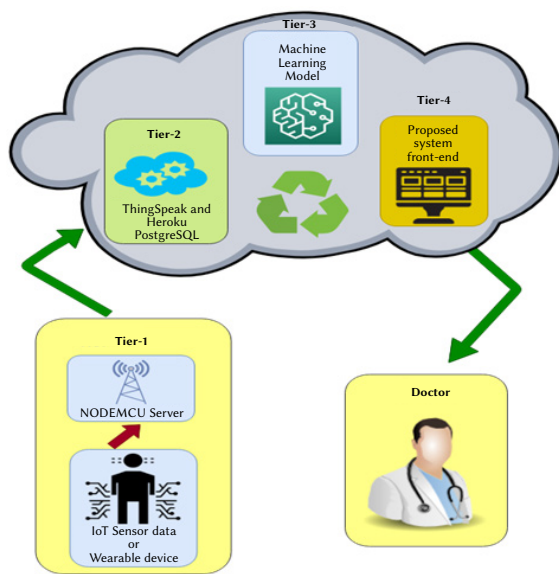 Tier-3
Machine
Learning
Model
Tier-4
Proposed
system
front-end
Tier-2
ThingSpeak and
Heroku
PostgreSQL
Tier-1
NODEMCU Server
IoT Sensor data
or
Wearable device
Doctor